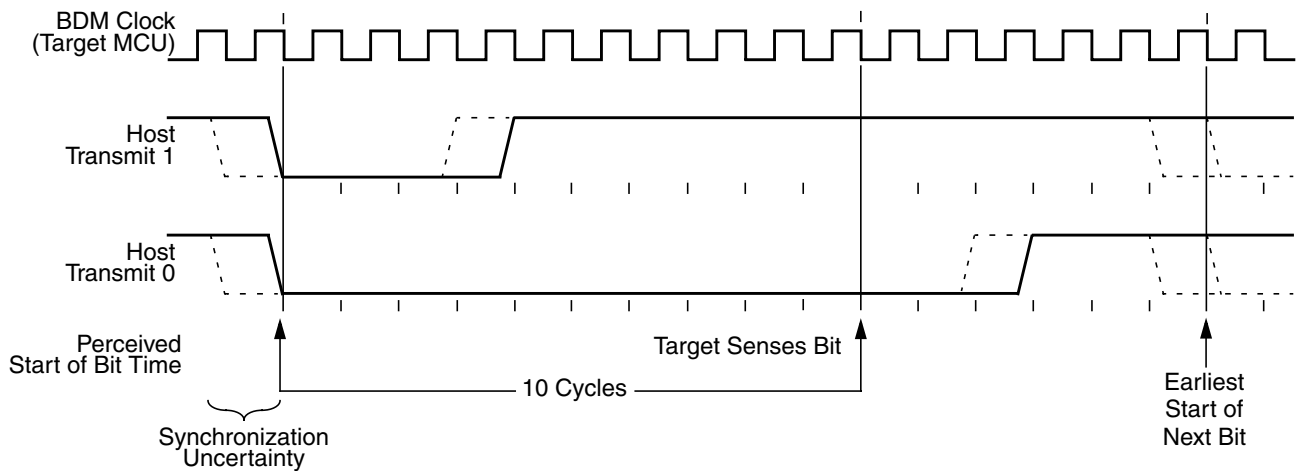 BDM Clock
(Target MCU)
Host
Transmit 1
Host
Transmit 0
Perceived
Start of Bit Time
Target Senses Bit
10 Cycles
Earliest
Start of
Next Bit
Synchronization
Uncertainty